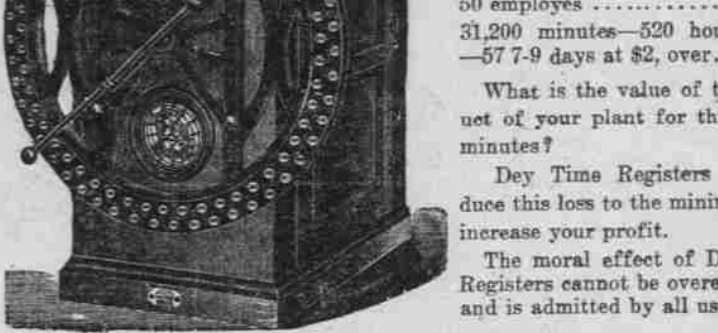 50 employes ............
31,200 minutes—520 hou
—57 7-9 days at $2, over.
What is the value of t
uct of your plant for th
minutes?
Dey Time Registers
duce this loss to the mini
increase your profit.
The moral effect of D
Registers cannot be overe
and is admitted by all us